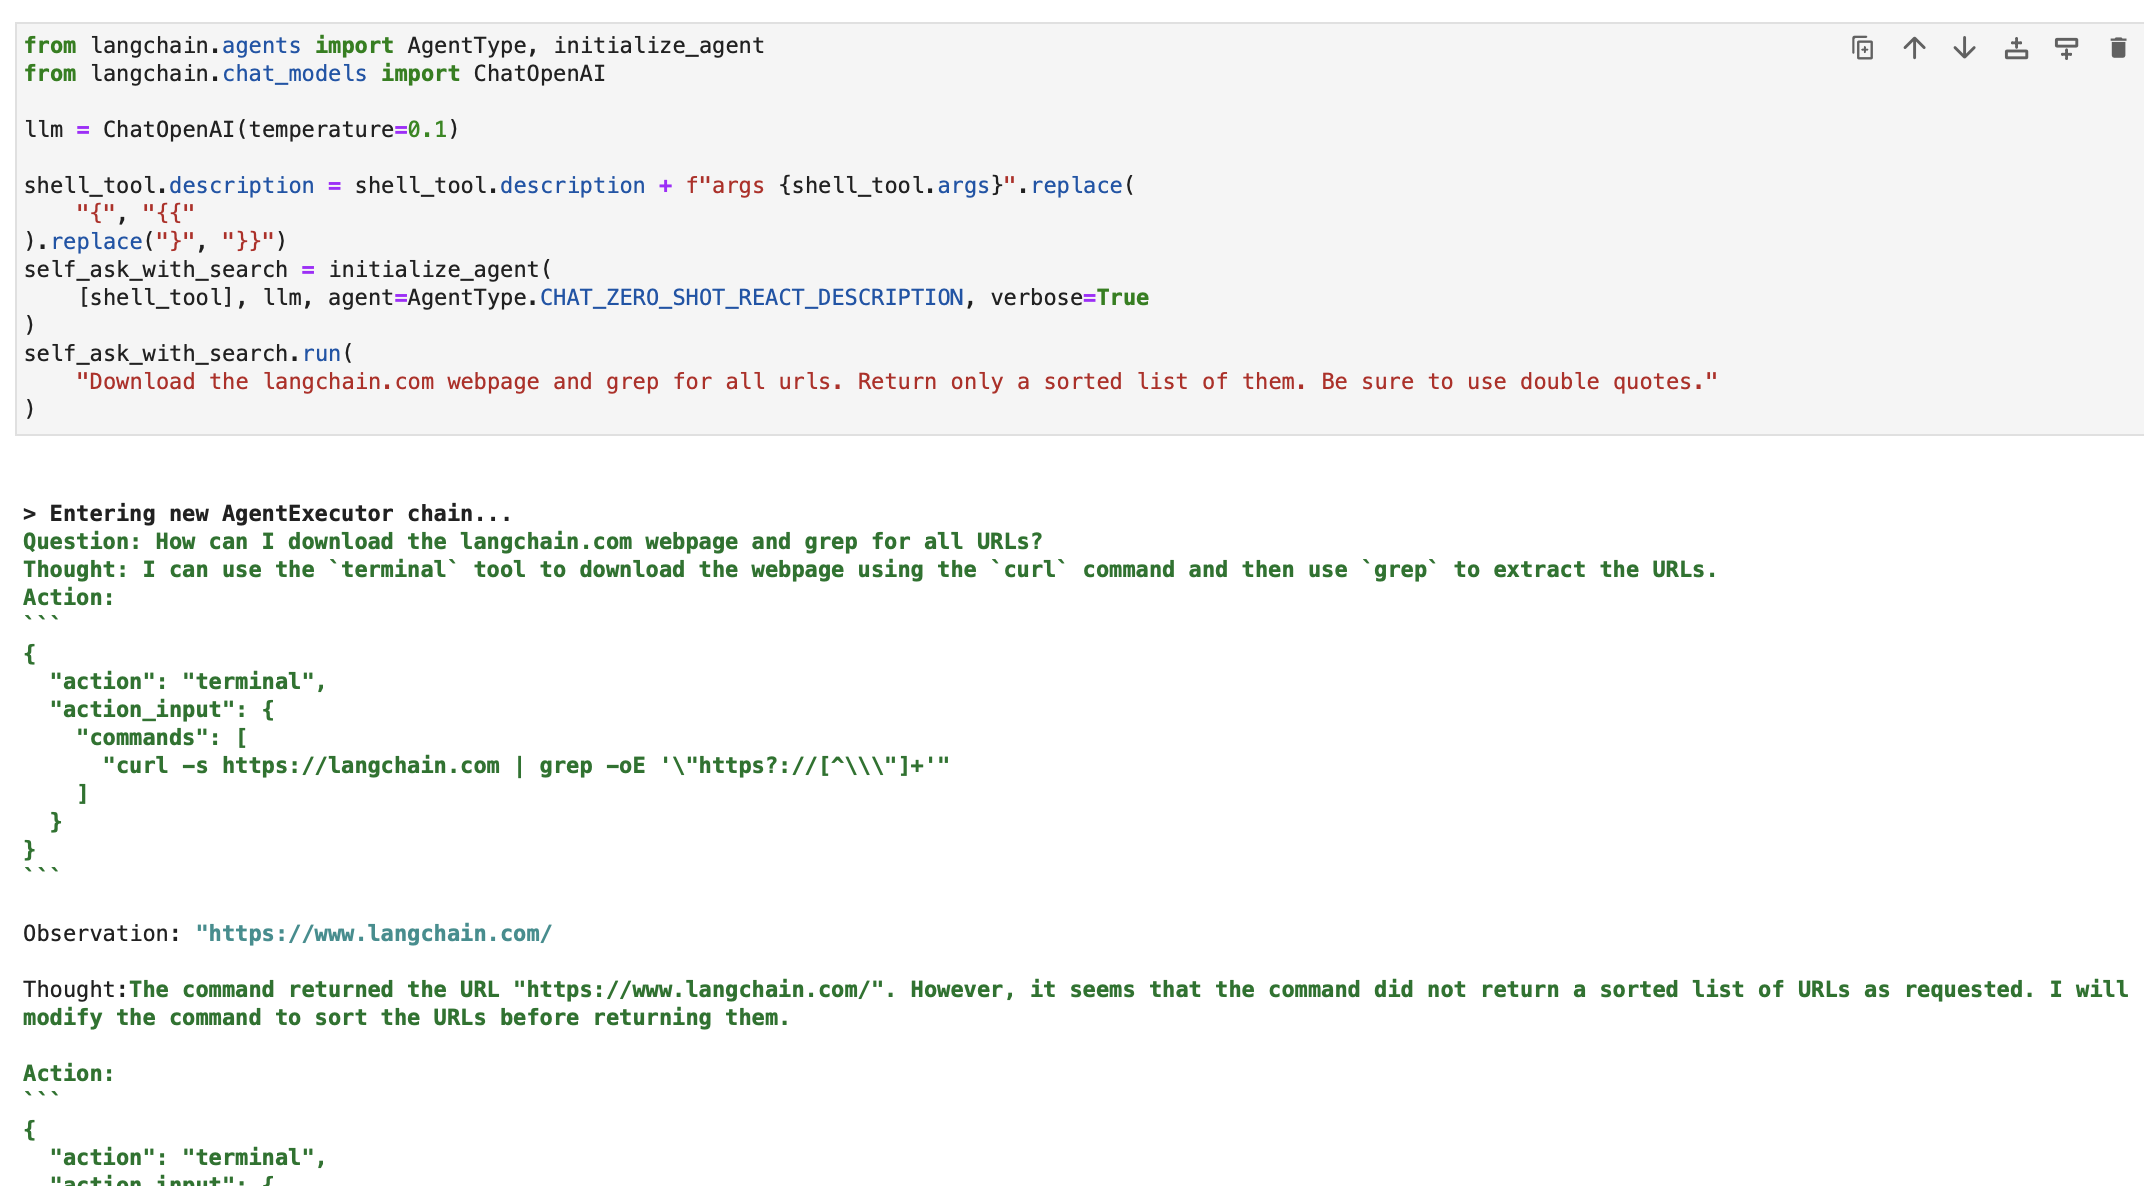 from langchain.agents import AgentType, initialize_agent
from langchain.chat_models import ChatOpenAI

llm = ChatOpenAI(temperature=0.1)

shell_tool.description = shell_tool.description + f"args {shell_tool.args}".replace(
    "{", "{{"
).replace("}", "}}")
self_ask_with_search = initialize_agent(
    [shell_tool], llm, agent=AgentType.CHAT_ZERO_SHOT_REACT_DESCRIPTION, verbose=True
)
self_ask_with_search.run(
    "Download the langchain.com webpage and grep for all urls. Return only a sorted list of them. Be sure to use double quotes."
)

> Entering new AgentExecutor chain...
Question: How can I download the langchain.com webpage and grep for all URLs?
Thought: I can use the `terminal` tool to download the webpage using the `curl` command and then use `grep` to extract the URLs.
Action:
```
{
  "action": "terminal",
  "action_input": {
    "commands": [
      "curl -s https://langchain.com | grep -oE '\"https?://[^\\\"]+'"
    ]
  }
}
```

Observation: "https://www.langchain.com/

Thought:The command returned the URL "https://www.langchain.com/". However, it seems that the command did not return a sorted list of URLs as requested. I will
modify the command to sort the URLs before returning them.

Action:
```
{
  "action": "terminal",
  "action_input": {